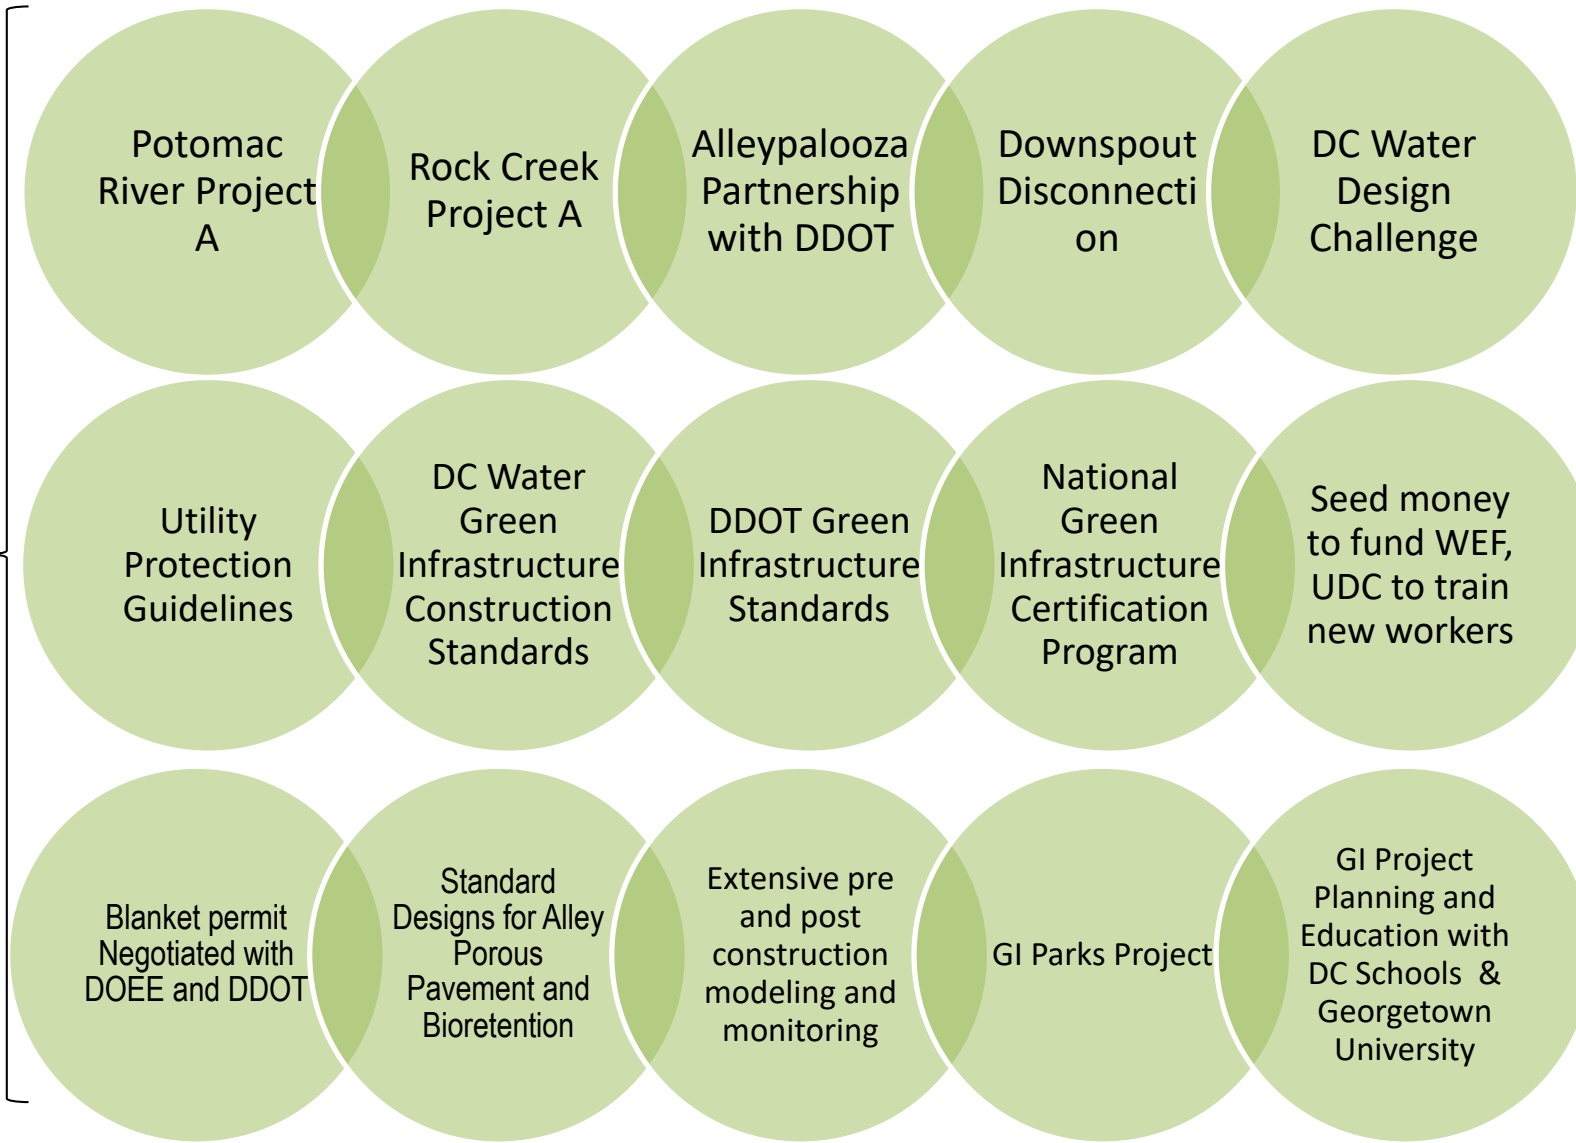 Potomac
River Project
A
Rock Creek
Project A
Alleypalooza
Partnership
with DDOT
Downspout
Disconnecti
on
DC Water
Design
Challenge
Utility
Protection
Guidelines
DC Water
Green
Infrastructure
Construction
Standards
DDOT Green
Infrastructure
Standards
National
Green
Infrastructure
Certification
Program
Seed money
to fund WEF,
UDC to train
new workers
Blanket permit
Negotiated with
DOEE and DDOT
Standard
Designs for Alley
Porous
Pavement and
Bioretention
Extensive pre
and post
construction
modeling and
monitoring
GI Parks Project
GI Project
Planning and
Education with
DC Schools &
Georgetown
University